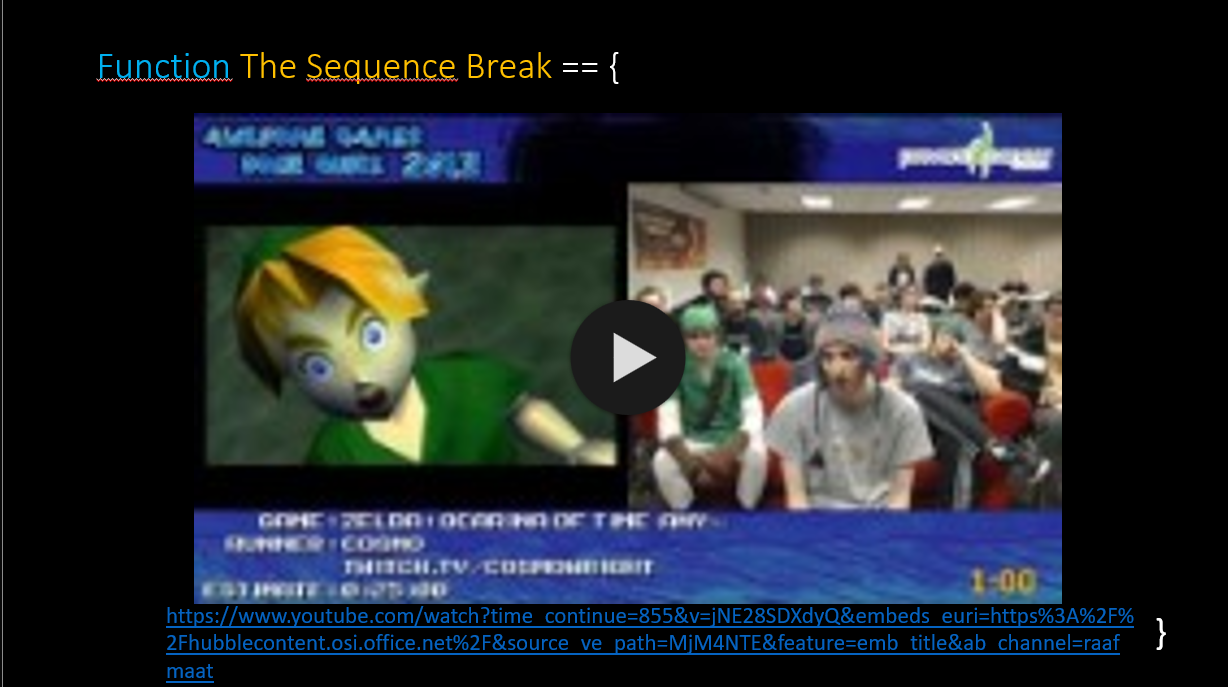 Function The Sequence Break == {
AWESOME GAMES
DONE QUICK 2013
GAME: ZELDA: OCARINA OF TIME ANY%
RUNNER: COSMO
TWITCH.TV/COSMOWRIGHT
ESTIMATE: 0:25:00
1:00
https://www.youtube.com/watch?time_continue=855&v=jNE28SDXdyQ&embeds_euri=https%3A%2F%
2Fhubblecontent.osi.office.net%2F&source_ve_path=MjM4NTE&feature=emb_title&ab_channel=raaf
maat
}